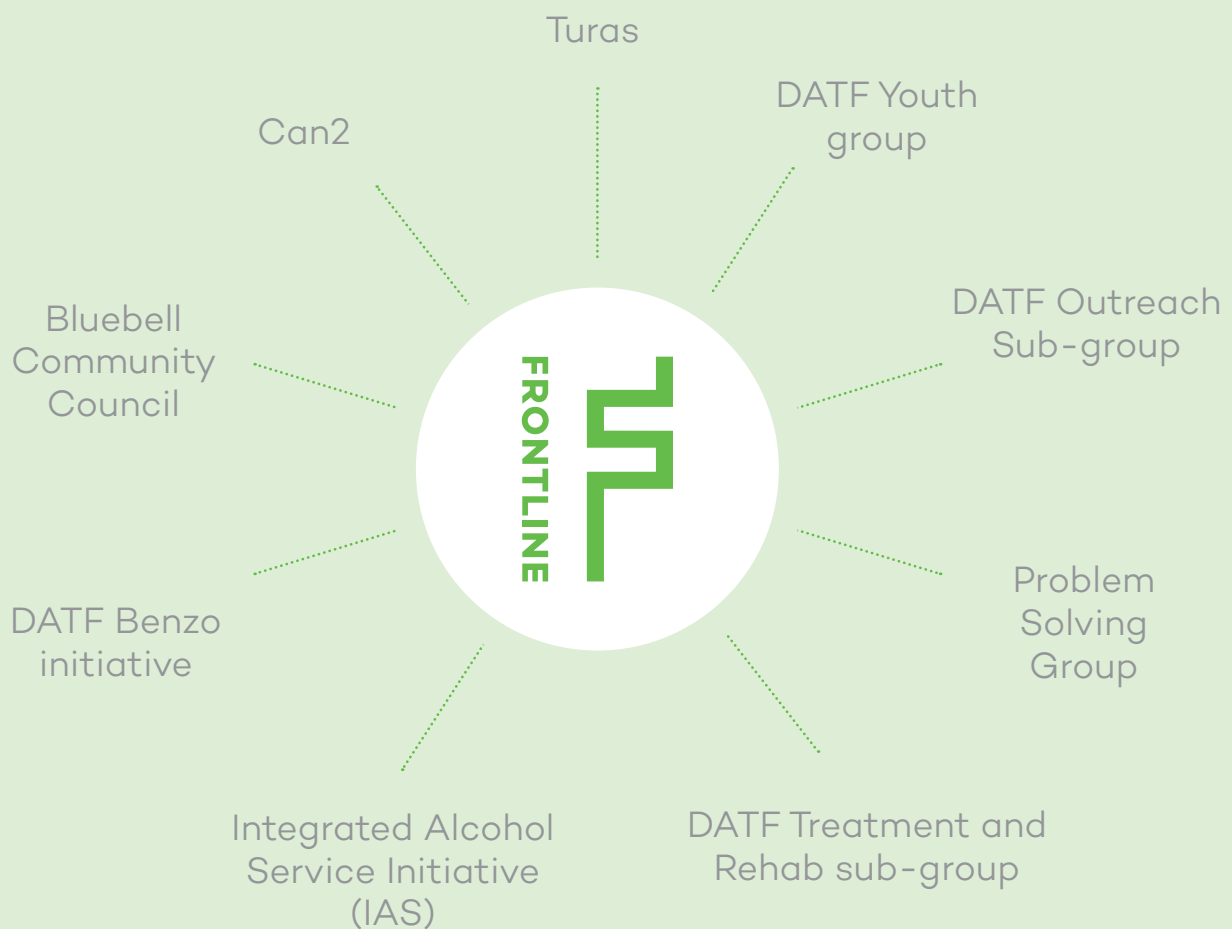 Turas
DATF Youth
group
Can2
DATF Outreach
Sub-group
Bluebell
Community
Council
FRONTLINE
Problem
Solving
Group
DATF Benzo
initiative
Integrated Alcohol
Service Initiative
(IAS)
DATF Treatment and
Rehab sub-group